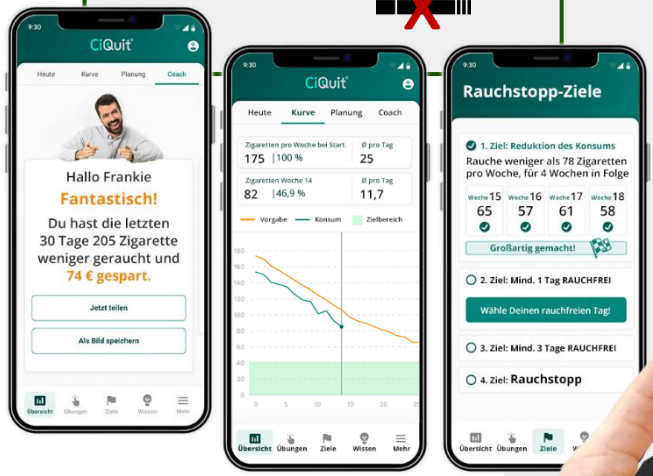 9:30
CiQuit
Heute Kurve Planung Coach
Hallo Frankie
Fantastisch!
Du hast die letzten
30 Tage 205 Zigarette
weniger geraucht und
74 € gespart.
Jetzt teilen
Als Bild speichern
Übersicht Übungen Ziele Wissen Mehr
9:30
CiQuit
Heute Kurve Planung Coach
Zigaretten pro Woche bei Start Ø pro Tag
175 | 100 % 25
Zigaretten Woche 14 Ø pro Tag
82 | 46,9 % 11,7
Vorgabe Konsum Zielbereich
180
160
140
120
100
80
60
40
20
0
0 5 10 15 20
Übersicht Übungen Ziele Wissen Mehr
9:30
Rauchstopp-Ziele
1. Ziel: Reduktion des Konsums
Rauche weniger als 78 Zigaretten
pro Woche, für 4 Wochen in Folge
Woche 15 Woche 16 Woche 17 Woche 18
65 57 61 58
Großartig gemacht!
2. Ziel: Mind. 1 Tag RAUCHFREI
Wähle Deinen rauchfreien Tag!
3. Ziel: Mind. 3 Tage RAUCHFREI
4. Ziel: Rauchstopp
Übersicht Übungen Ziele